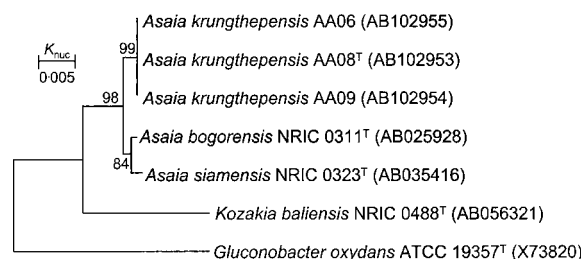 Asaia krungthepensis AA06 (AB102955)
K_nuc
0·005
99
Asaia krungthepensis AA08ᵀ (AB102953)
98
Asaia krungthepensis AA09 (AB102954)
Asaia bogorensis NRIC 0311ᵀ (AB025928)
84
Asaia siamensis NRIC 0323ᵀ (AB035416)
Kozakia baliensis NRIC 0488ᵀ (AB056321)
Gluconobacter oxydans ATCC 19357ᵀ (X73820)